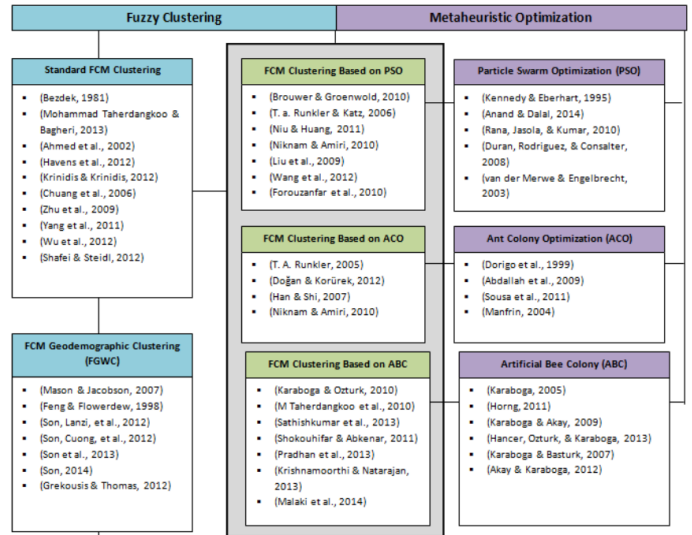 Fuzzy Clustering
Metaheuristic Optimization
Standard FCM Clustering
▪ (Bezdek, 1981)
▪ (Mohammad Taherdangkoo &
Bagheri, 2013)
▪ (Ahmed et al., 2002)
▪ (Havens et al., 2012)
▪ (Krinidis & Krinidis, 2012)
▪ (Chuang et al., 2006)
▪ (Zhu et al., 2009)
▪ (Yang et al., 2011)
▪ (Wu et al., 2012)
▪ (Shafei & Steidl, 2012)
FCM Geodemographic Clustering
(FGWC)
▪ (Mason & Jacobson, 2007)
▪ (Feng & Flowerdew, 1998)
▪ (Son, Lanzi, et al., 2012)
▪ (Son, Cuong, et al., 2012)
▪ (Son et al., 2013)
▪ (Son, 2014)
▪ (Grekousis & Thomas, 2012)
FCM Clustering Based on PSO
▪ (Brouwer & Groenwold, 2010)
▪ (T. a. Runkler & Katz, 2006)
▪ (Niu & Huang, 2011)
▪ (Niknam & Amiri, 2010)
▪ (Liu et al., 2009)
▪ (Wang et al., 2012)
▪ (Forouzanfar et al., 2010)
FCM Clustering Based on ACO
▪ (T. A. Runkler, 2005)
▪ (Doğan & Korürek, 2012)
▪ (Han & Shi, 2007)
▪ (Niknam & Amiri, 2010)
FCM Clustering Based on ABC
▪ (Karaboga & Ozturk, 2010)
▪ (M Taherdangkoo et al., 2010)
▪ (Sathishkumar et al., 2013)
▪ (Shokouhifar & Abkenar, 2011)
▪ (Pradhan et al., 2013)
▪ (Krishnamoorthi & Natarajan,
2013)
▪ (Malaki et al., 2014)
Particle Swarm Optimization (PSO)
▪ (Kennedy & Eberhart, 1995)
▪ (Anand & Dalal, 2014)
▪ (Rana, Jasola, & Kumar, 2010)
▪ (Duran, Rodriguez, & Consalter,
2008)
▪ (van der Merwe & Engelbrecht,
2003)
Ant Colony Optimization (ACO)
▪ (Dorigo et al., 1999)
▪ (Abdallah et al., 2009)
▪ (Sousa et al., 2011)
▪ (Manfrin, 2004)
Artificial Bee Colony (ABC)
▪ (Karaboga, 2005)
▪ (Horng, 2011)
▪ (Karaboga & Akay, 2009)
▪ (Hancer, Ozturk, & Karaboga, 2013)
▪ (Karaboga & Basturk, 2007)
▪ (Akay & Karaboga, 2012)